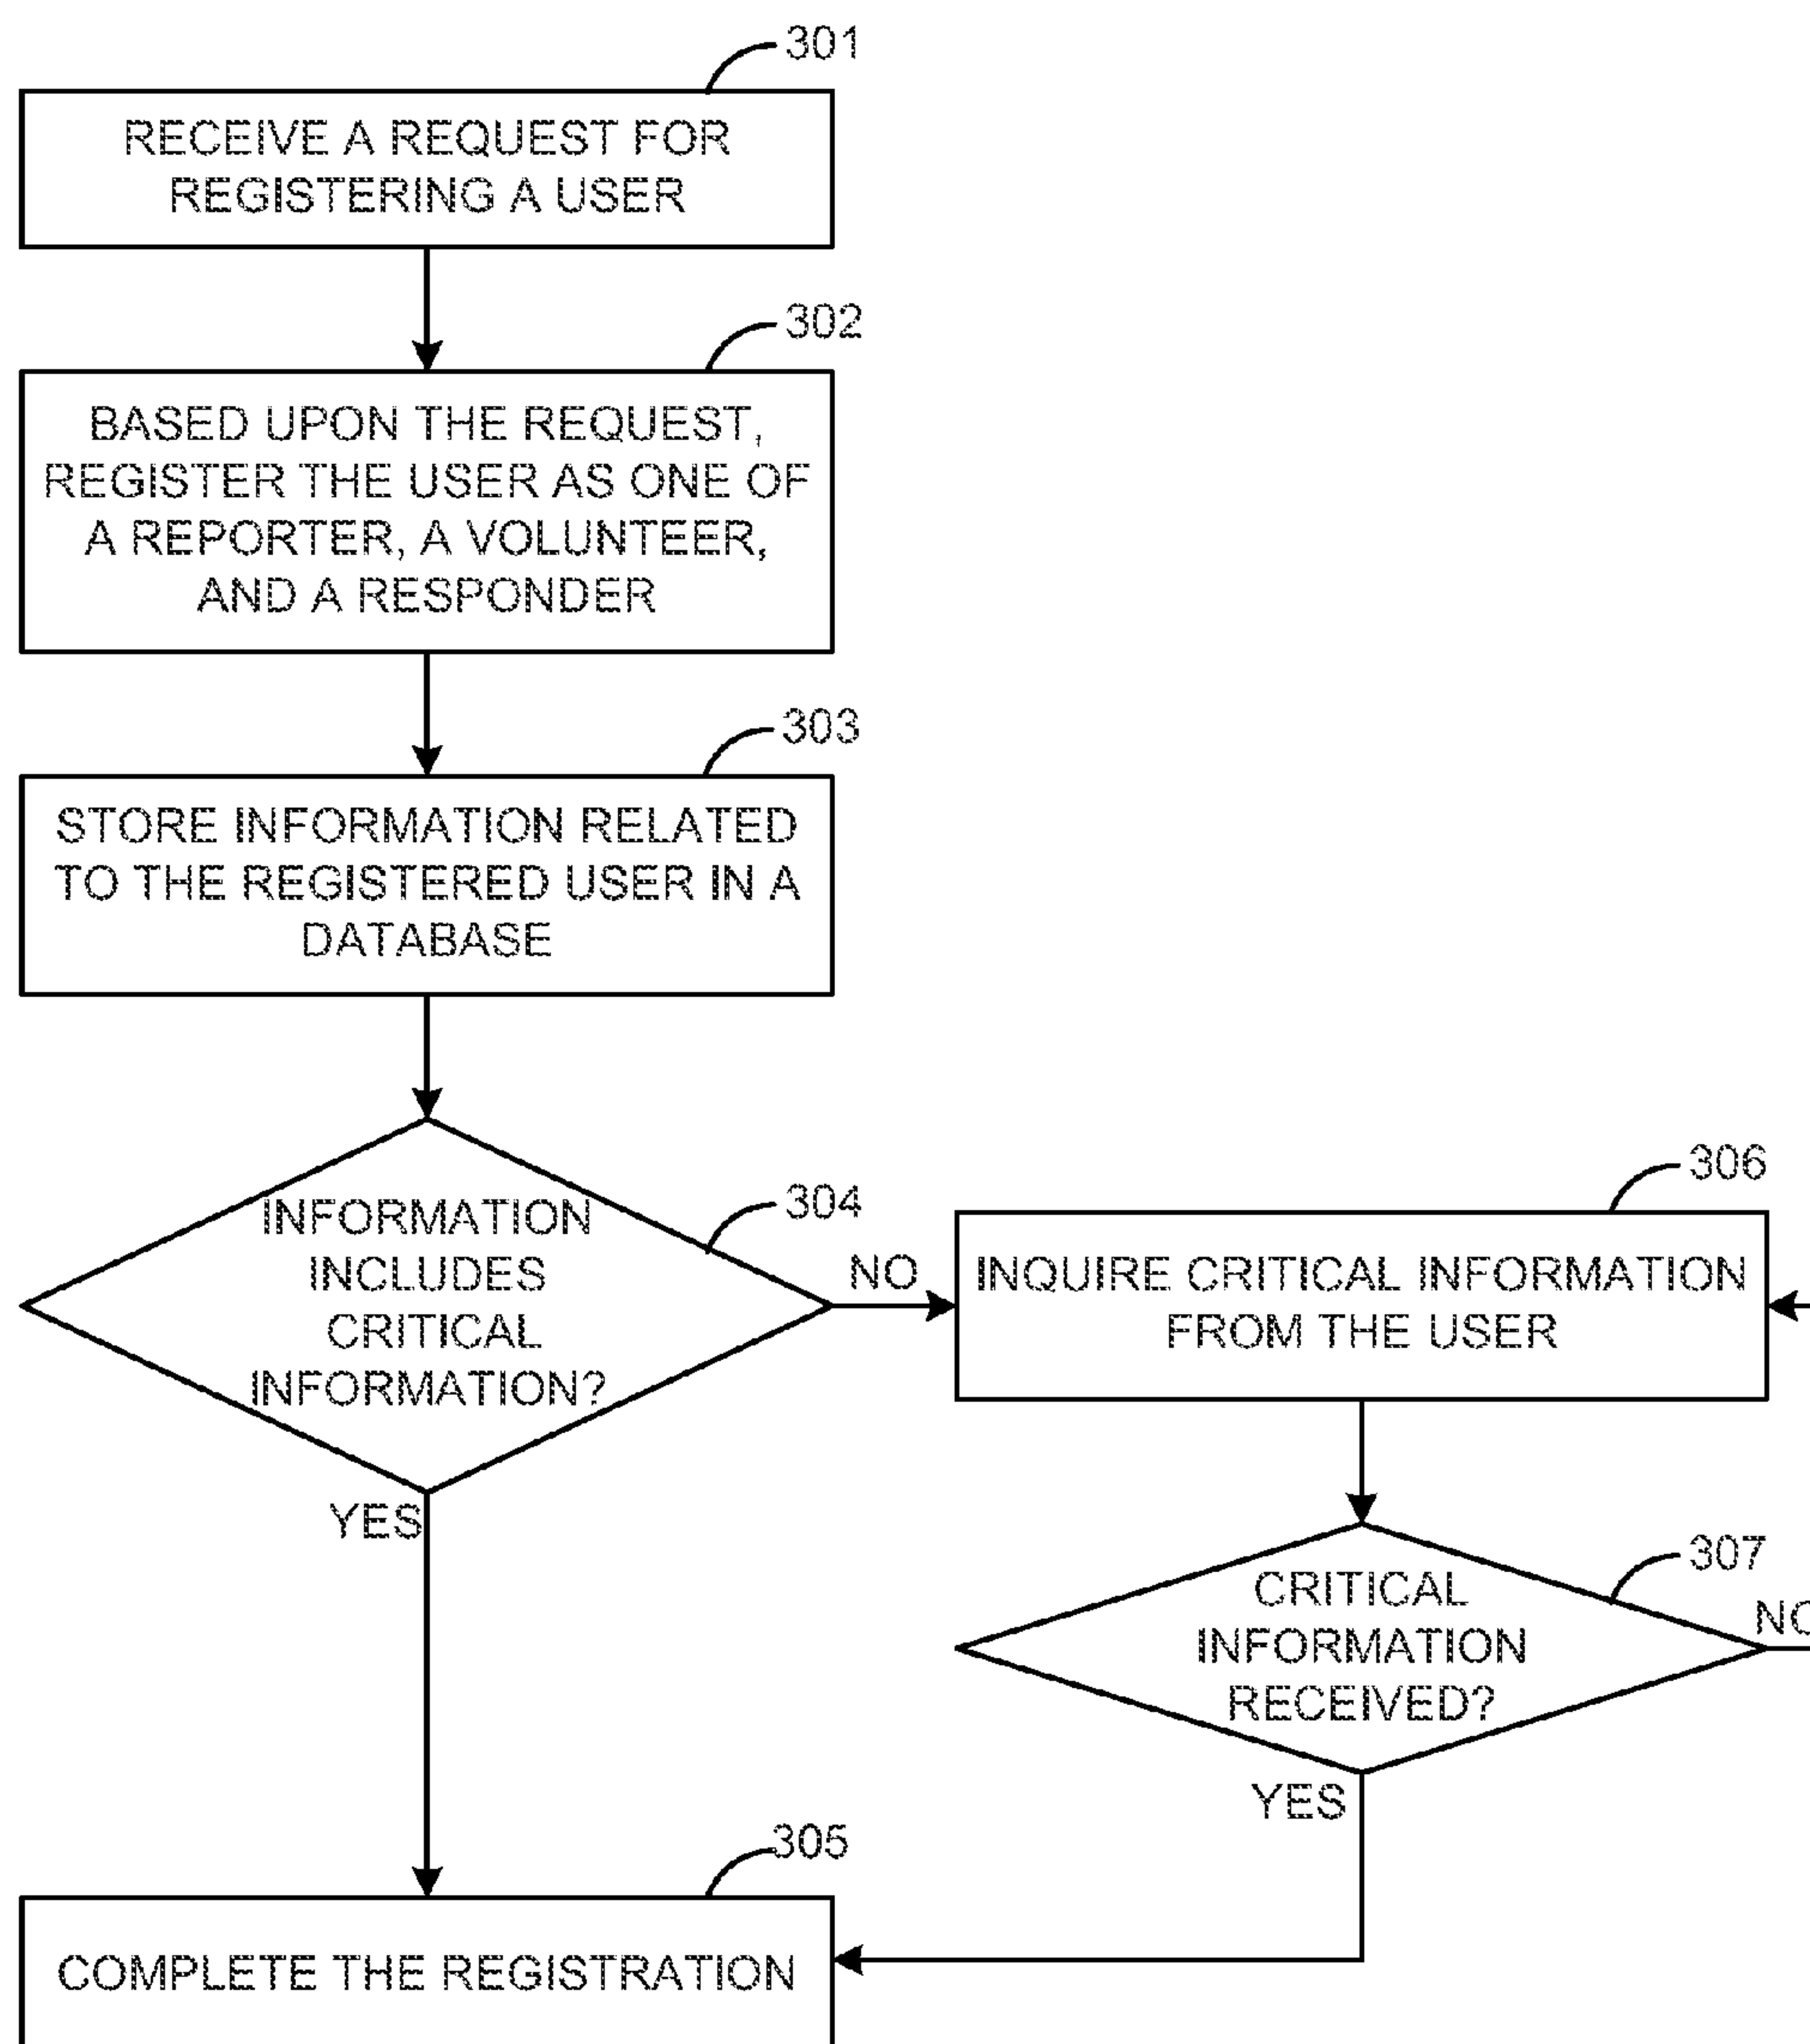 301
RECEIVE A REQUEST FOR
REGISTERING A USER
302
BASED UPON THE REQUEST,
REGISTER THE USER AS ONE OF
A REPORTER, A VOLUNTEER,
AND A RESPONDER
303
STORE INFORMATION RELATED
TO THE REGISTERED USER IN A
DATABASE
304
INFORMATION
INCLUDES
CRITICAL
INFORMATION?
NO
YES
306
INQUIRE CRITICAL INFORMATION
FROM THE USER
307
CRITICAL
INFORMATION
RECEIVED?
NO
YES
305
COMPLETE THE REGISTRATION